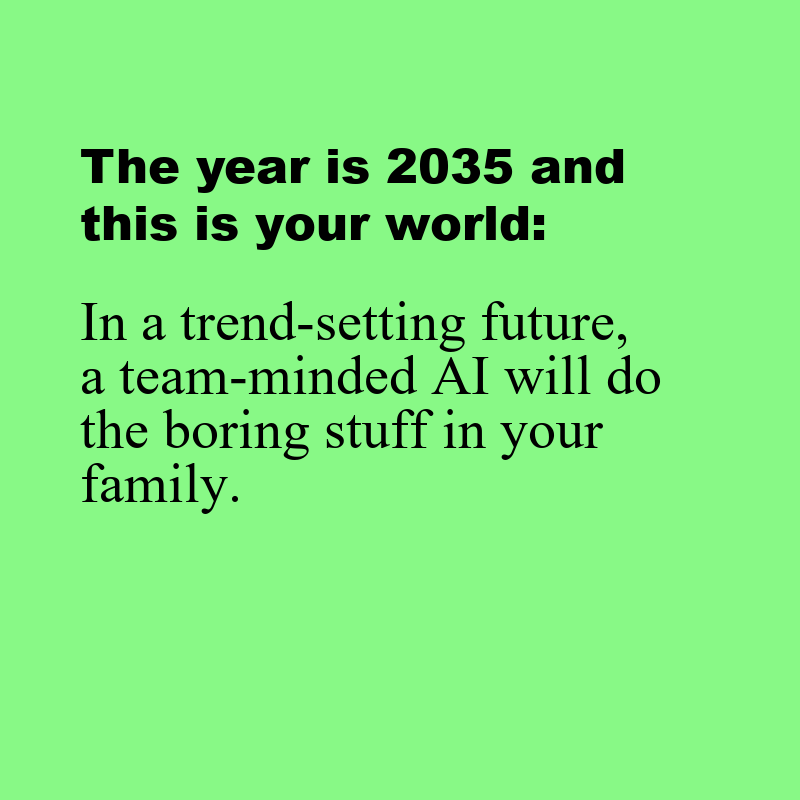 The year is 2035 and
this is your world:
In a trend-setting future,
a team-minded AI will do
the boring stuff in your
family.